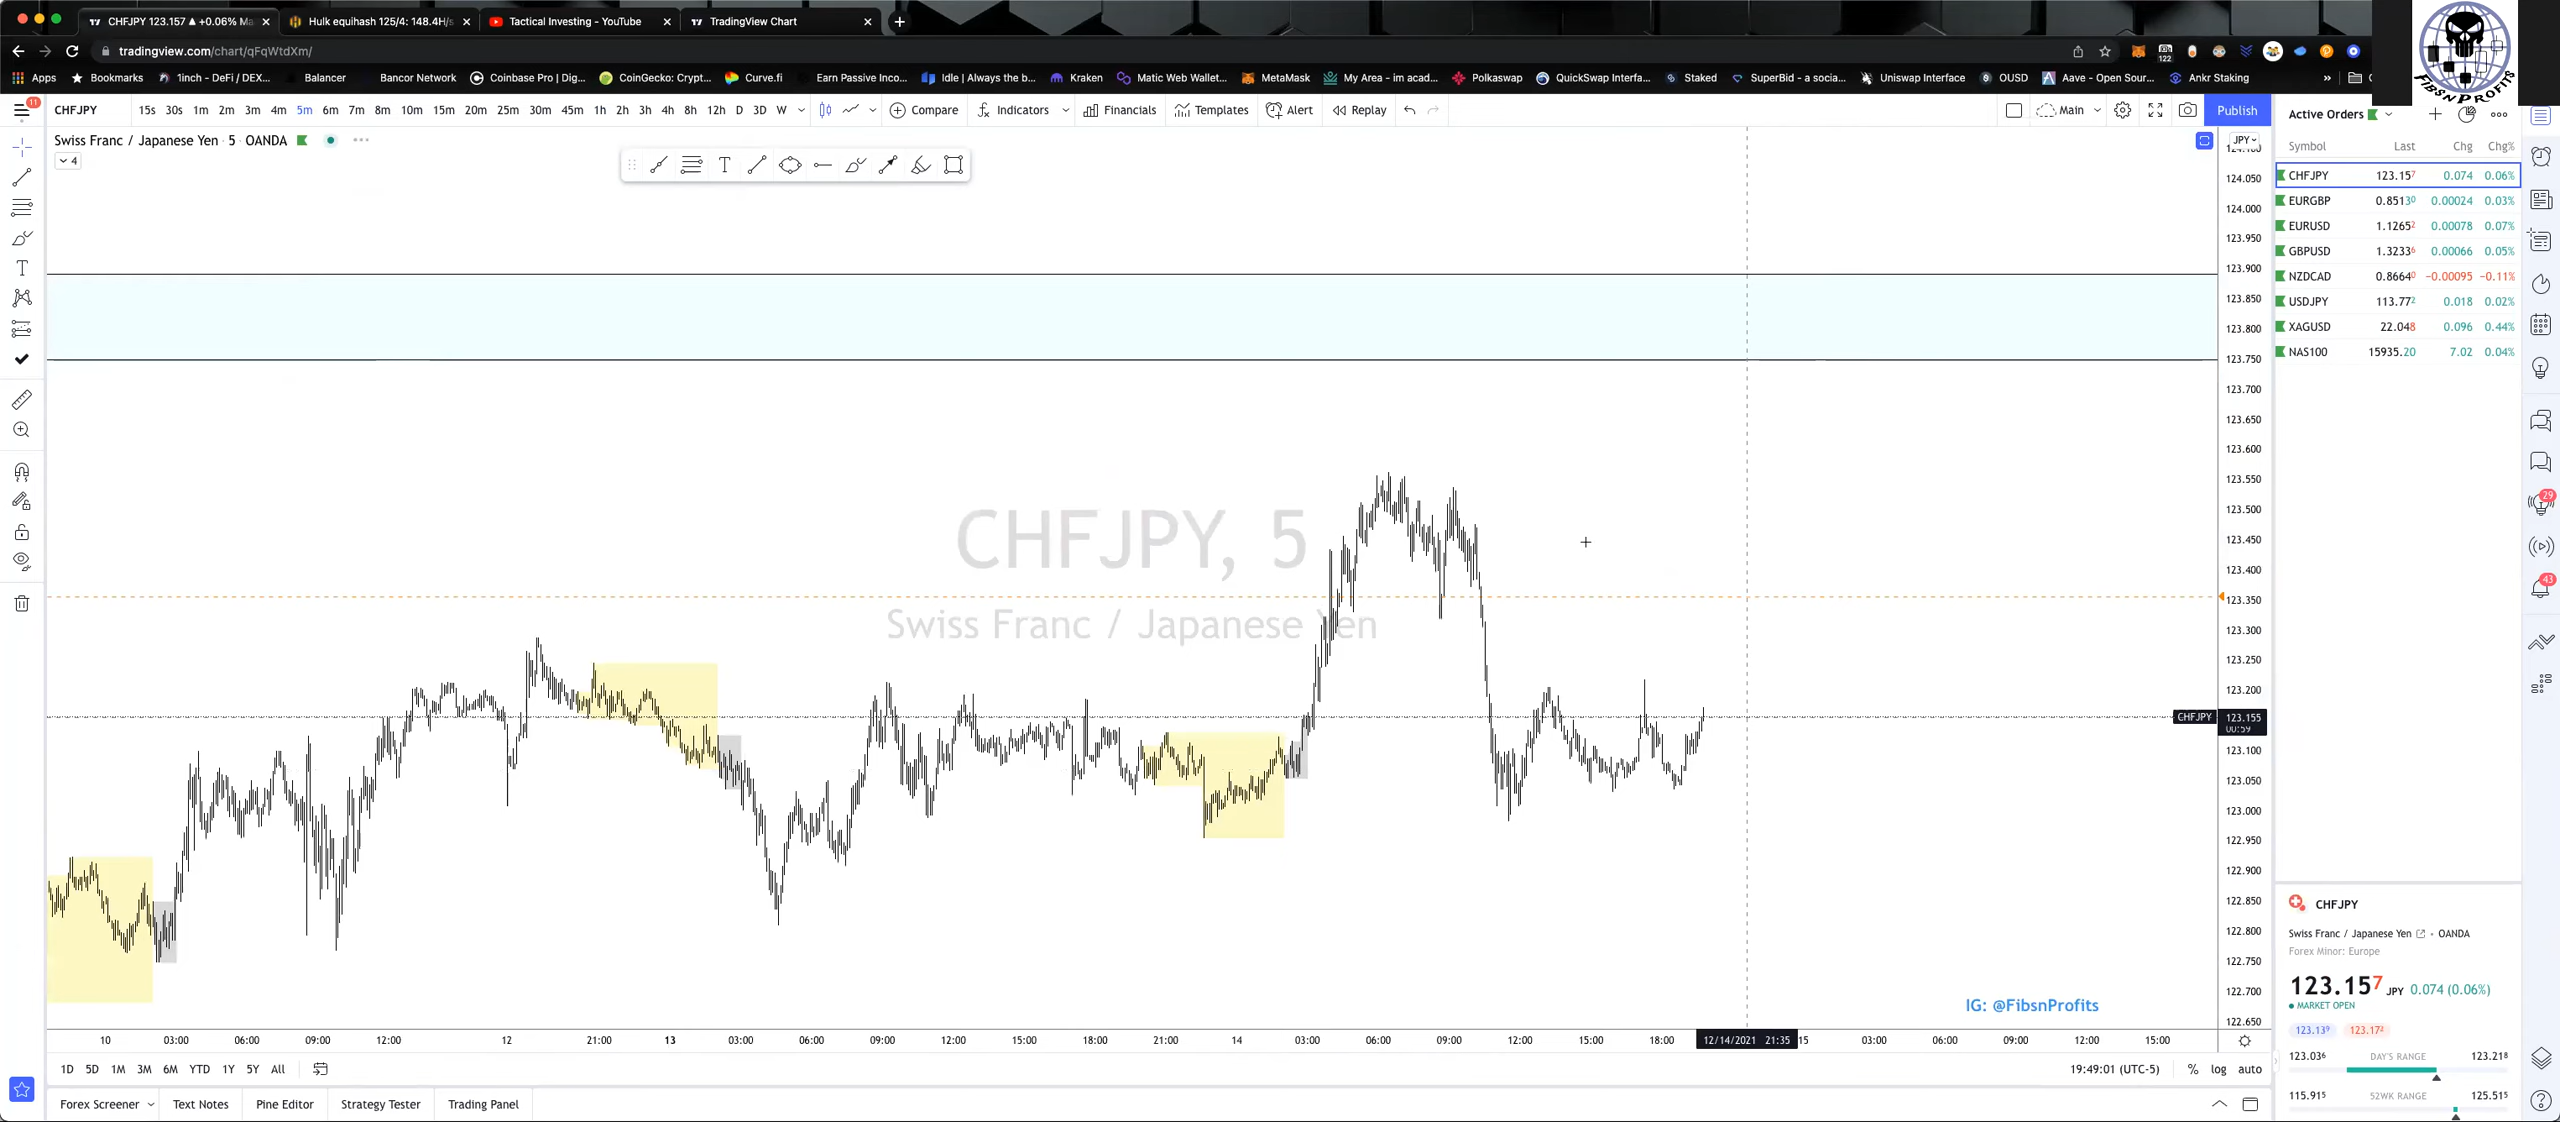 CHFJPY 123.157 ▲ +0.06% Ma
Hulk equihash 125/4: 148.4H/s
Tactical Investing - YouTube
TradingView Chart
tradingview.com/chart/qFqWtdXm/
Apps Bookmarks 1inch - DeFi / DEX... Balancer Bancor Network Coinbase Pro | Dig... CoinGecko: Crypt... Curve.fi Earn Passive Inco... Idle | Always the b... Kraken Matic Web Wallet... MetaMask My Area - im acad... Polkaswap QuickSwap Interfa... Staked SuperBid - a socia... Uniswap Interface OUSD Aave - Open Sour... Ankr Staking »
FIBSNPROFITS
11
CHFJPY 15s 30s 1m 2m 3m 4m 5m 6m 7m 8m 10m 15m 20m 25m 30m 45m 1h 2h 3h 4h 8h 12h D 3D W Compare Indicators Financials Templates Alert Replay Main Publish
Swiss Franc / Japanese Yen · 5 · OANDA
4
JPY
124.050
124.000
123.950
123.900
123.850
123.800
123.750
123.700
123.650
123.600
123.550
123.500
123.450
123.400
123.350
123.300
123.250
123.200
CHFJPY 123.155
00:59
123.100
123.050
123.000
122.950
122.900
122.850
122.800
122.750
122.700
122.650
CHFJPY, 5
Swiss Franc / Japanese Yen
IG: @FibsnProfits
10 03:00 06:00 09:00 12:00 12 21:00 13 03:00 06:00 09:00 12:00 15:00 18:00 21:00 14 03:00 06:00 09:00 12:00 15:00 18:00 12/14/2021 21:35 15 03:00 06:00 09:00 12:00 15:00
1D 5D 1M 3M 6M YTD 1Y 5Y All
19:49:01 (UTC-5) % log auto
Forex Screener Text Notes Pine Editor Strategy Tester Trading Panel
Active Orders
Symbol Last Chg Chg%
CHFJPY 123.157 0.074 0.06%
EURGBP 0.85130 0.00024 0.03%
EURUSD 1.12652 0.00078 0.07%
GBPUSD 1.32336 0.00066 0.05%
NZDCAD 0.86640 −0.00095 −0.11%
USDJPY 113.772 0.018 0.02%
XAGUSD 22.048 0.096 0.44%
NAS100 15935.20 7.02 0.04%
CHFJPY
Swiss Franc / Japanese Yen • OANDA
Forex Minor: Europe
123.157 JPY 0.074 (0.06%)
MARKET OPEN
123.139 123.172
123.036 DAY'S RANGE 123.218
115.915 52WK RANGE 125.515
29
43